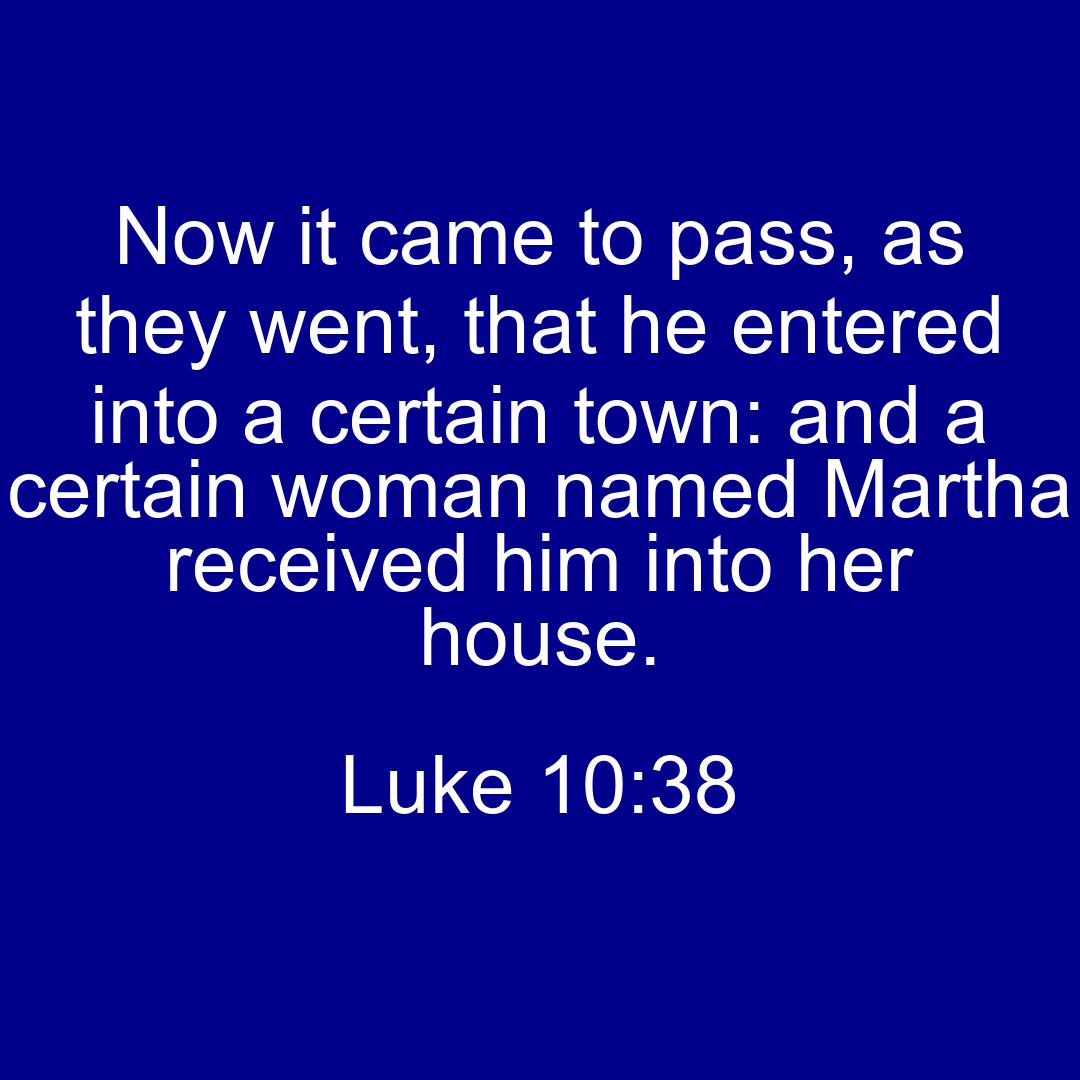 Now it came to pass, as
they went, that he entered
into a certain town: and a
certain woman named Martha
received him into her
house.
Luke 10:38